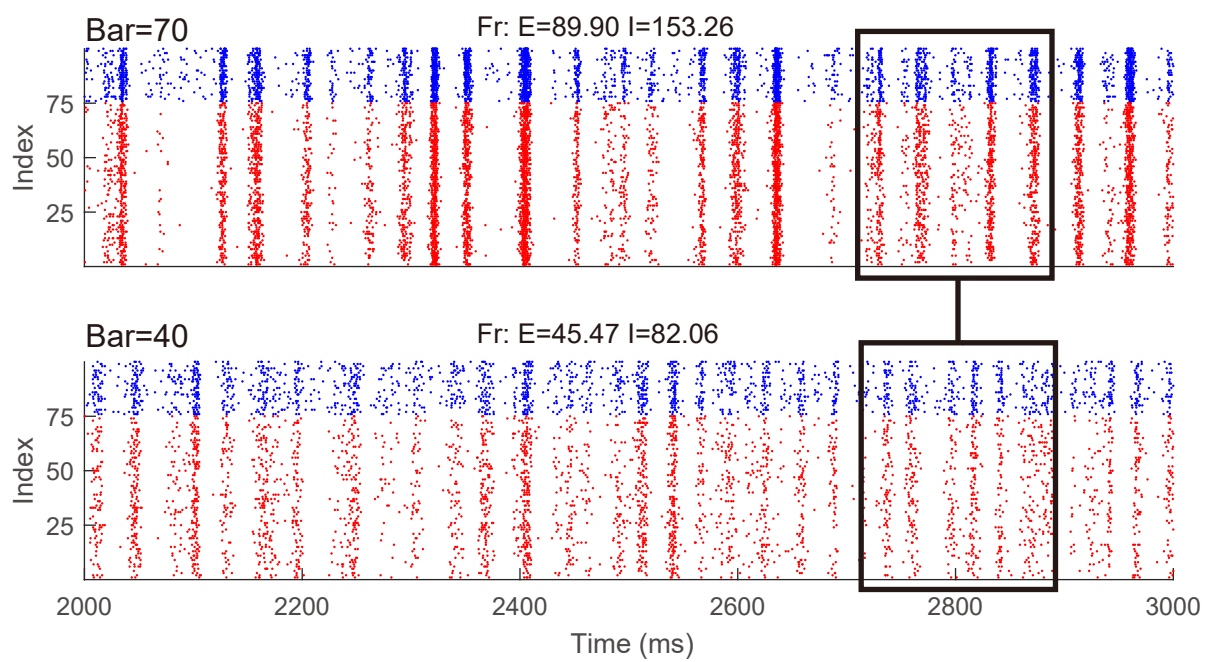 Bar=70
Fr: E=89.90 I=153.26
75
50
25
Index
Bar=40
Fr: E=45.47 I=82.06
75
50
25
Index
2000 2200 2400 2600 2800 3000
Time (ms)